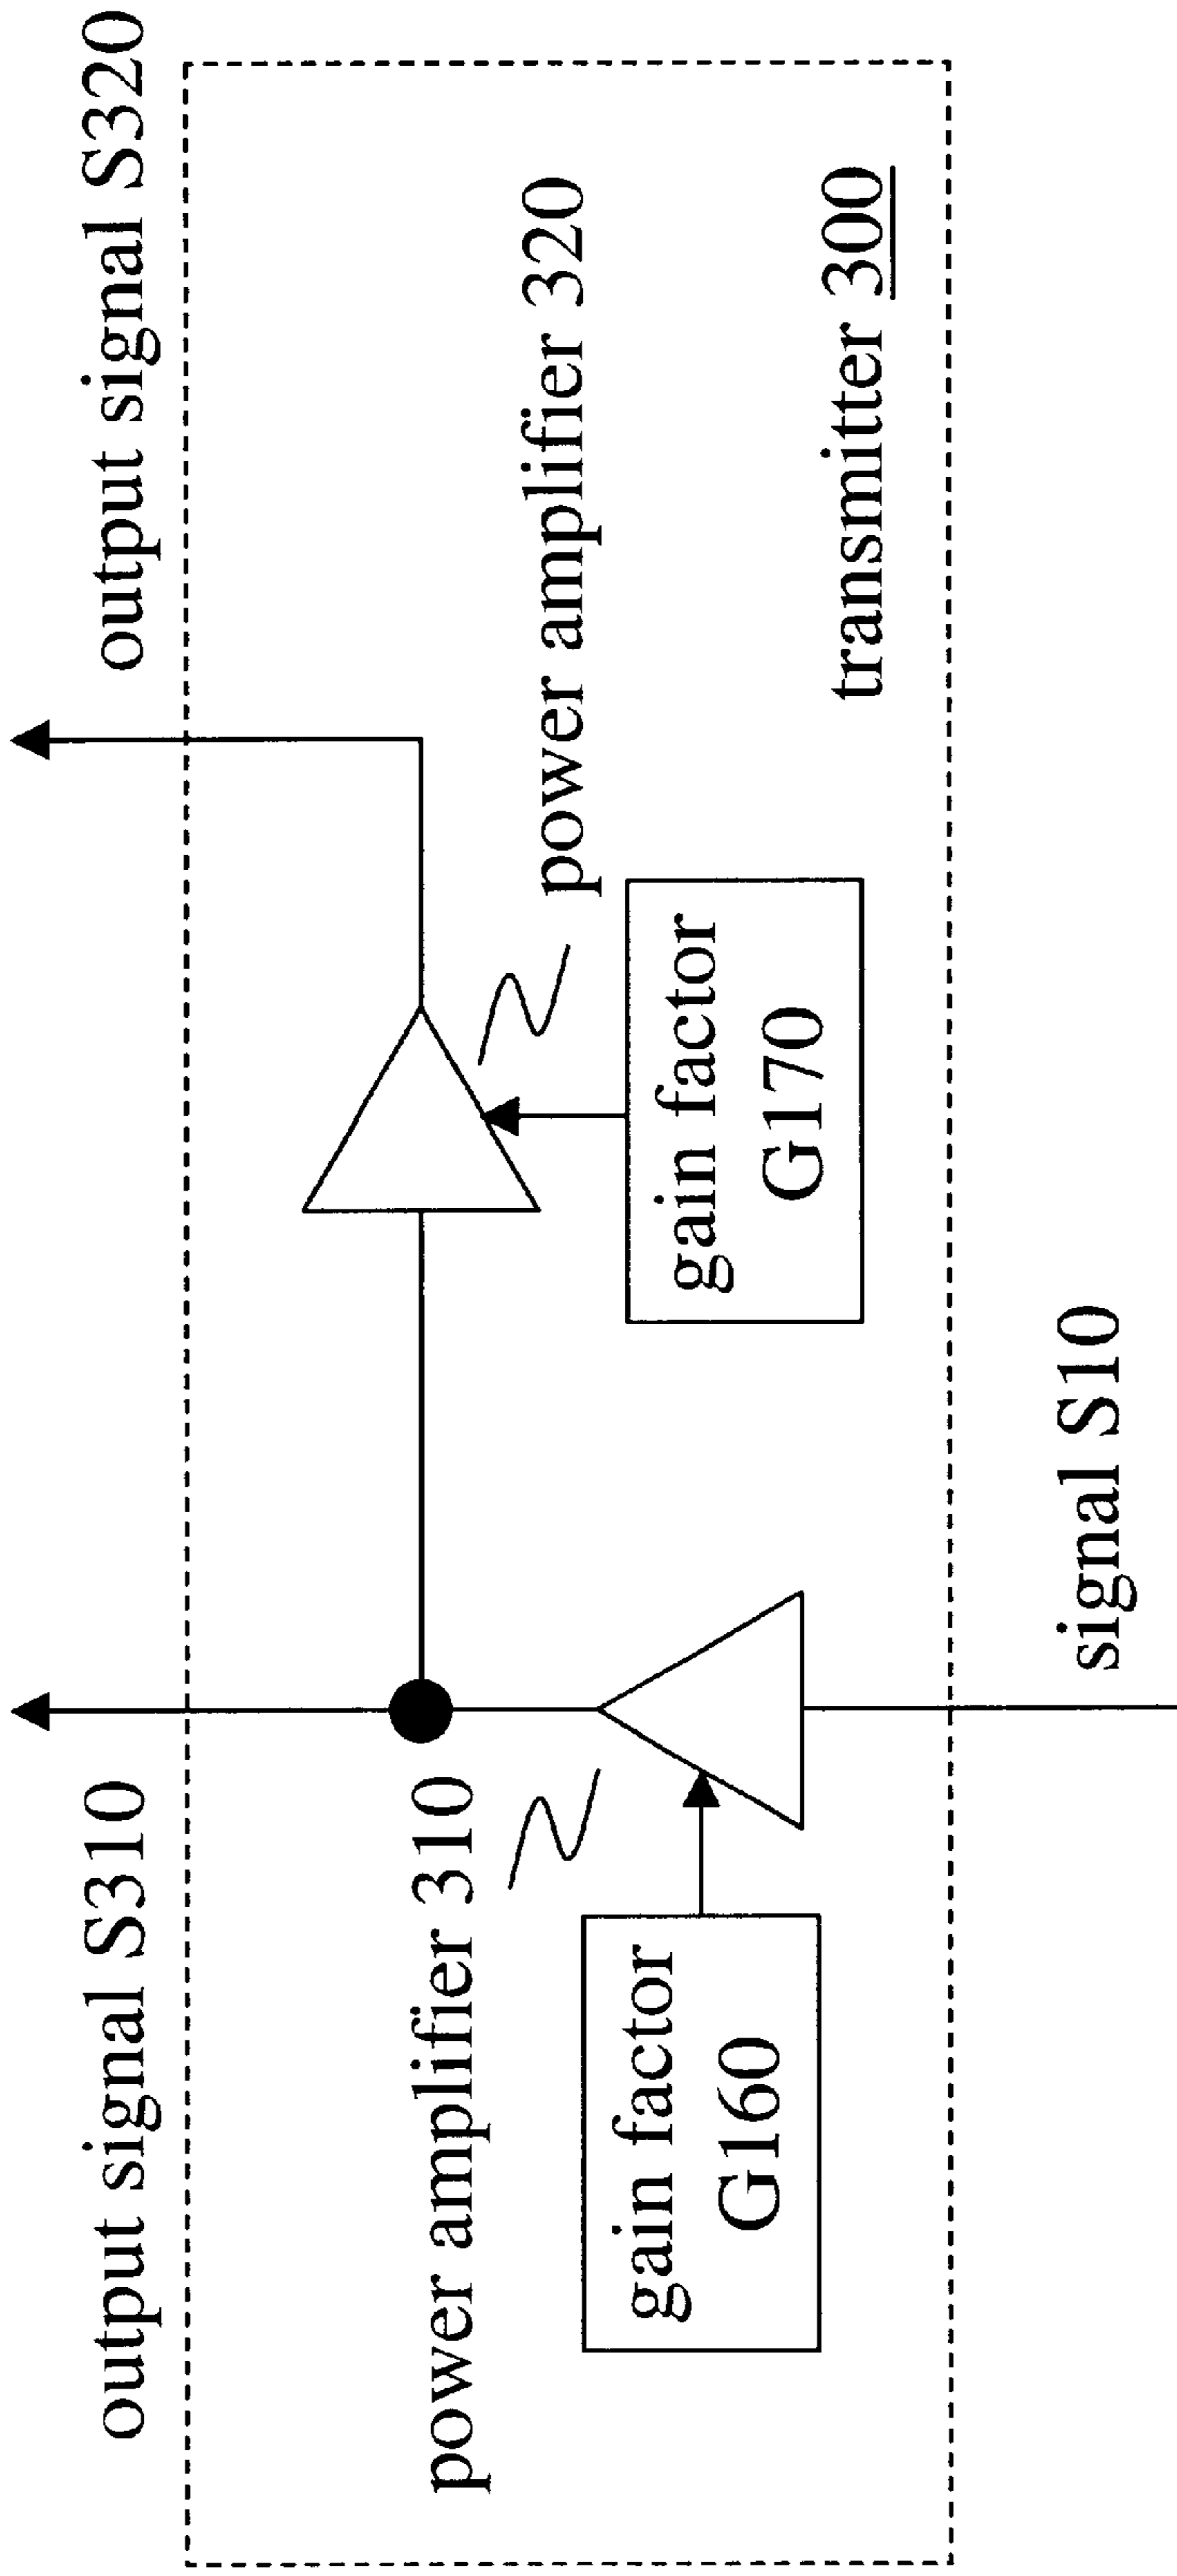 output signal S310
output signal S320
power amplifier 310
power amplifier 320
gain factor
G160
gain factor
G170
transmitter 300
signal S10